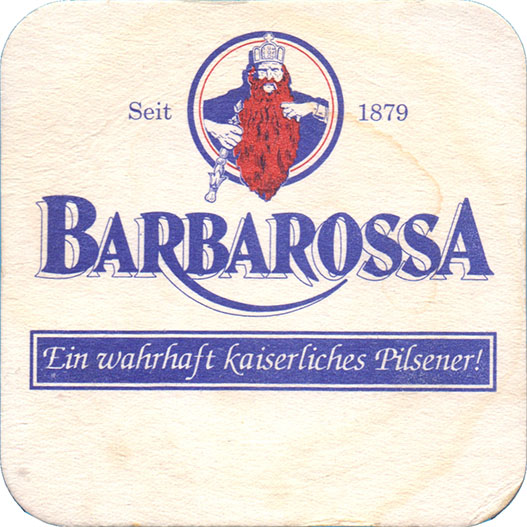 Seit 1879
BARBAROSSA
Ein wahrhaft kaiserliches Pilsener!